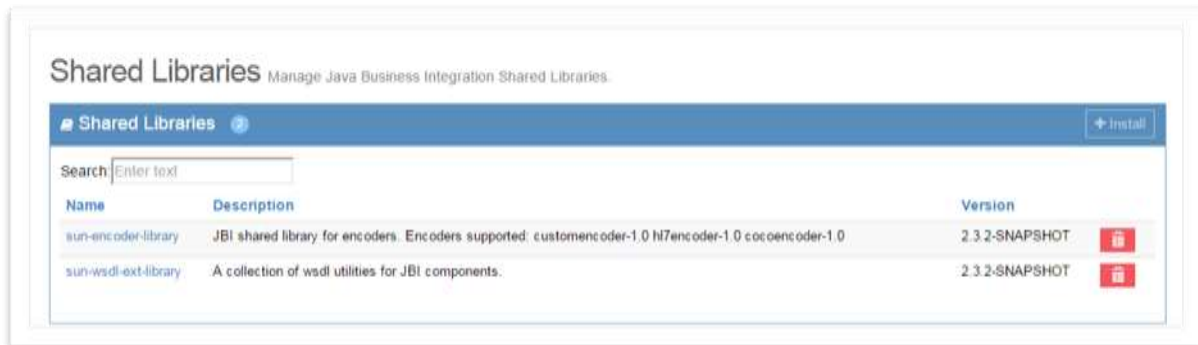 Shared Libraries Manage Java Business Integration Shared Libraries.
Shared Libraries 2
+ Install
Search: Enter text
Name Description Version
sun-encoder-library JBI shared library for encoders. Encoders supported: customencoder-1.0 hl7encoder-1.0 cocoencoder-1.0 2.3.2-SNAPSHOT
sun-wsdl-ext-library A collection of wsdl utilities for JBI components. 2.3.2-SNAPSHOT